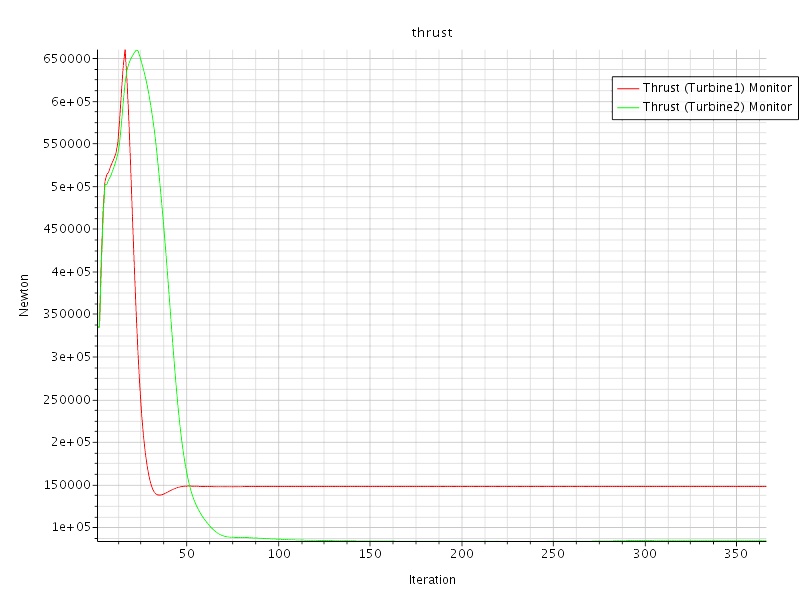 thrust
Thrust (Turbine1) Monitor
Thrust (Turbine2) Monitor
650000
6e+05
550000
5e+05
450000
4e+05
350000
3e+05
250000
2e+05
150000
1e+05
Newton
50 100 150 200 250 300 350
Iteration